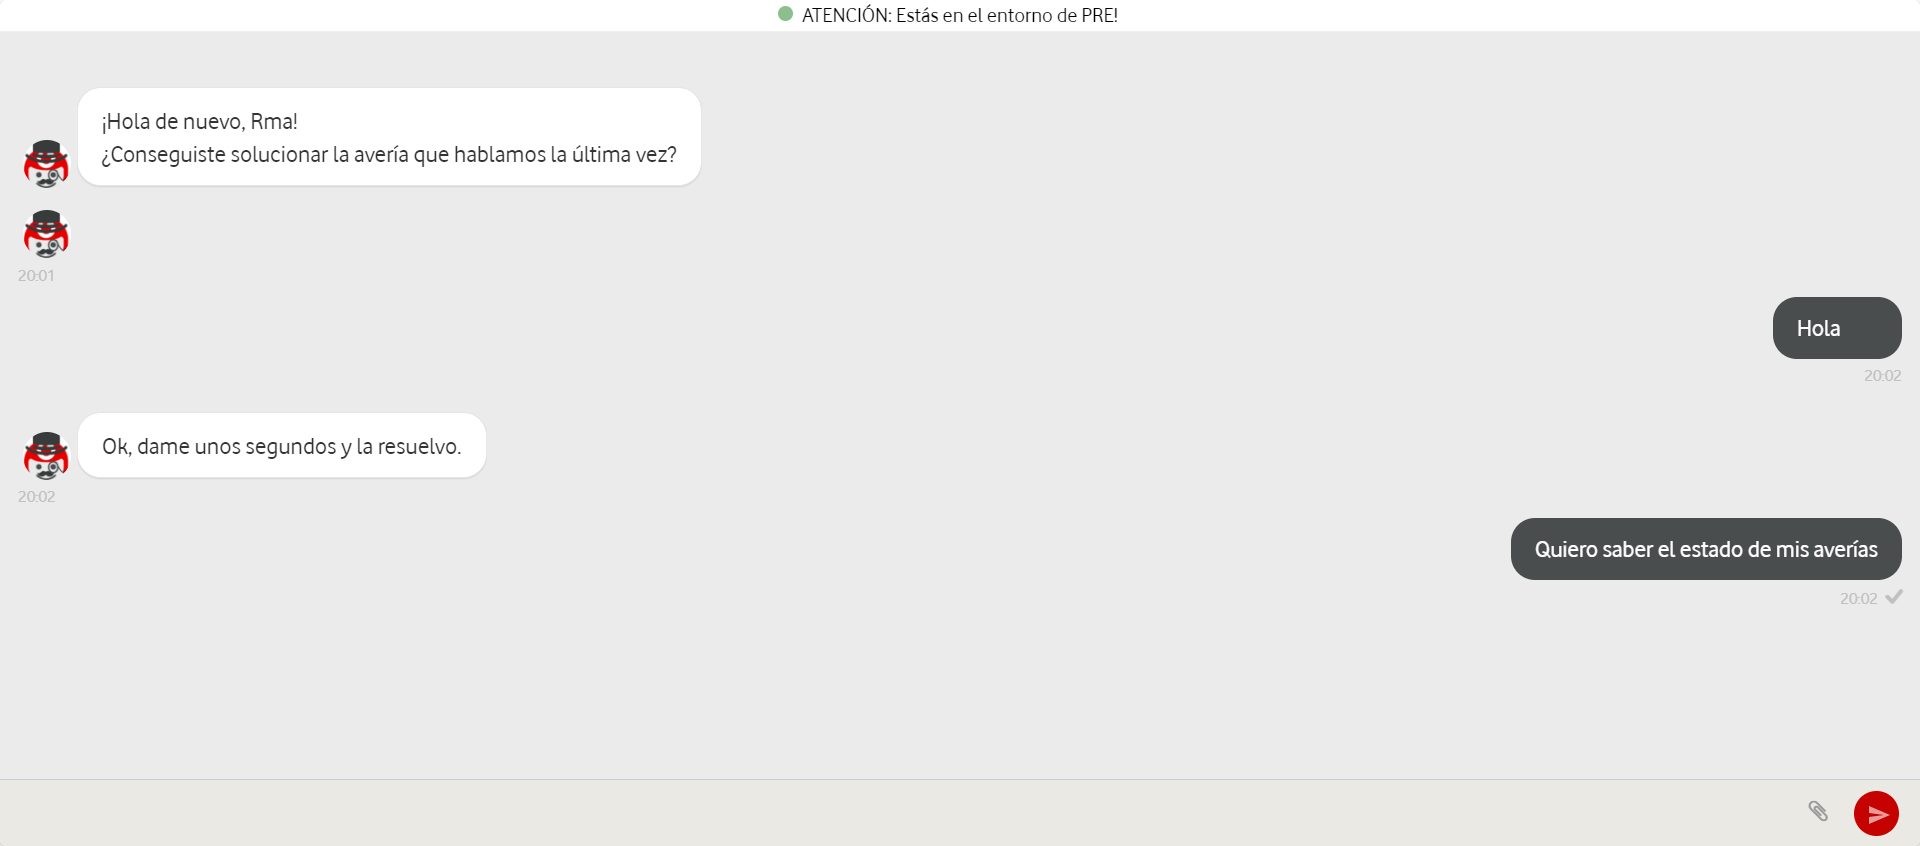 ATENCIÓN: Estás en el entorno de PRE!
¡Hola de nuevo, Rma!
¿Conseguiste solucionar la avería que hablamos la última vez?
20:01
Hola
20:02
Ok, dame unos segundos y la resuelvo.
20:02
Quiero saber el estado de mis averías
20:02